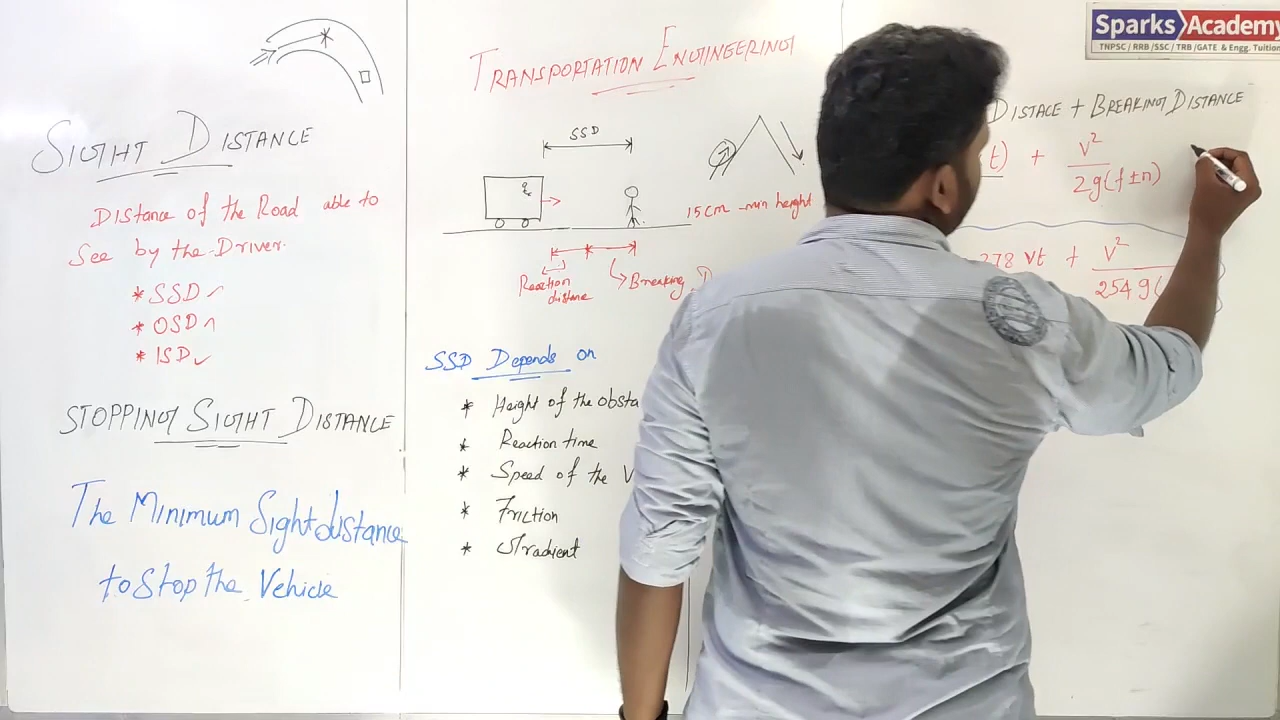 Sparks Academy
TNPSC / RRB /SSC / TRB /GATE & Engg. Tuition
TRANSPORTATION ENGINEERING
SIGHT DISTANCE
Distance of the Road able to
See by the Driver.
* SSD
* OSD
* ISD
STOPPING SIGHT DISTANCE
The Minimum Sight distance
to Stop the Vehicle
SSD
15cm -min height
Reaction
distane
Breaking
SSD Depends on
* Height of the obsta
* Reaction time
* Speed of the V
* Friction
* Gradient
DISTACE + BREAKING DISTANCE
t) + v²/2g(f±n)
278 vt + v²/254 g(